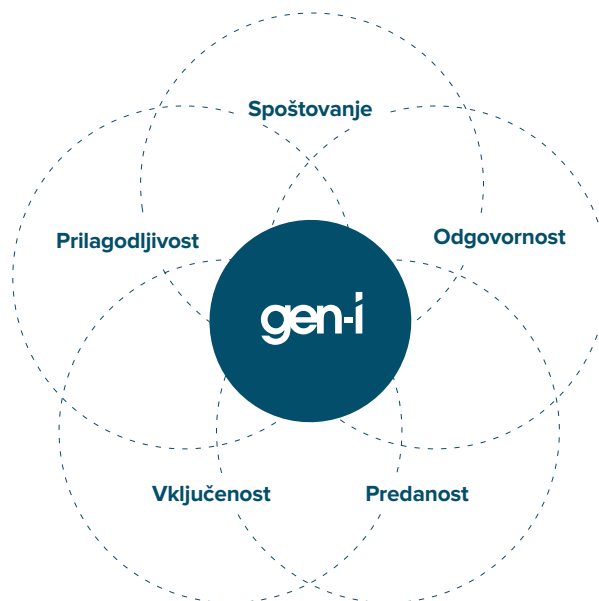 Spoštovanje
Prilagodljivost
Odgovornost
gen-i
Vključenost
Predanost